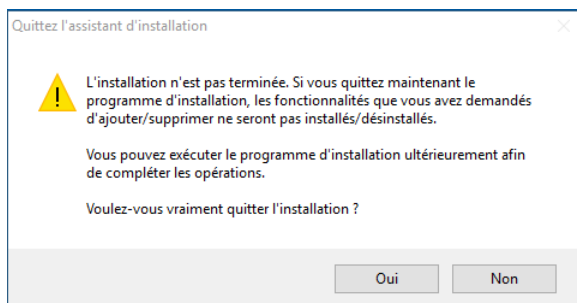 Quittez l'assistant d'installation
L'installation n'est pas terminée. Si vous quittez maintenant le
programme d'installation, les fonctionnalités que vous avez demandés
d'ajouter/supprimer ne seront pas installés/désinstallés.
Vous pouvez exécuter le programme d'installation ultérieurement afin
de compléter les opérations.
Voulez-vous vraiment quitter l'installation ?
Oui
Non